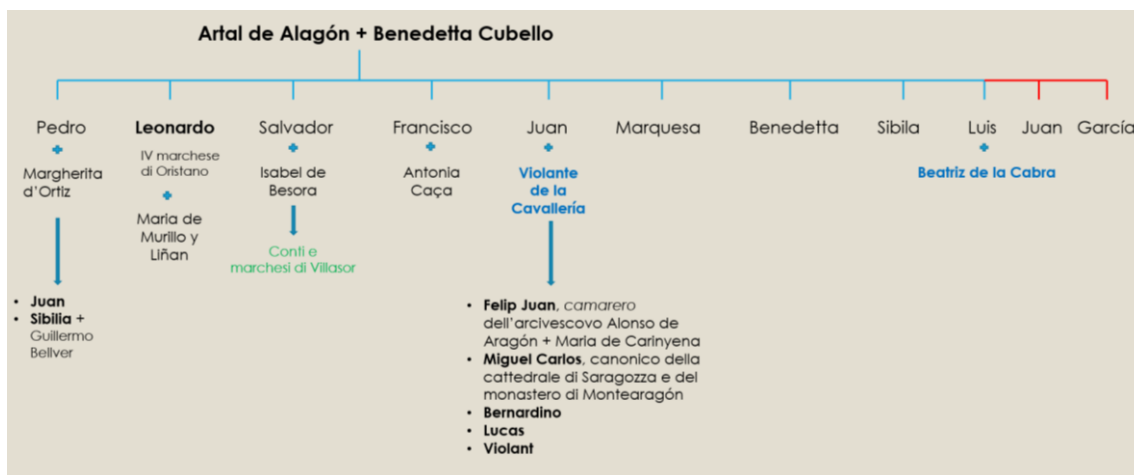 Artal de Alagón + Benedetta Cubello
Pedro
Leonardo
Salvador
Francisco
Juan
Marquesa
Benedetta
Sibila
Luis
Juan
García
Margherita
d'Ortiz
IV marchese
di Oristano
Maria de
Murillo y
Liñan
Isabel de
Besora
Antonia
Caça
Violante
de la
Cavallería
Beatriz de la Cabra
Conti e
marchesi di Villasor
• Juan
• Sibilia +
Guillermo
Bellver
• Felip Juan, camarero
dell'arcivescovo Alonso de
Aragón + Maria de Carinyena
• Miguel Carlos, canonico della
cattedrale di Saragozza e del
monastero di Montearagón
• Bernardino
• Lucas
• Violant